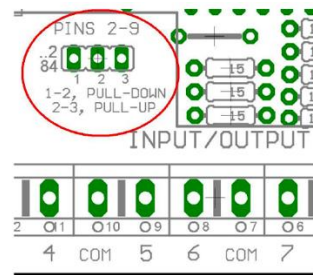 PINS 2-9
..2
84
1 2 3
1-2, PULL-DOWN
2-3, PULL-UP
15
15
15
INPUT/OUTPUT
2 11 10 9 8 7 6
4 COM 5 6 COM 7